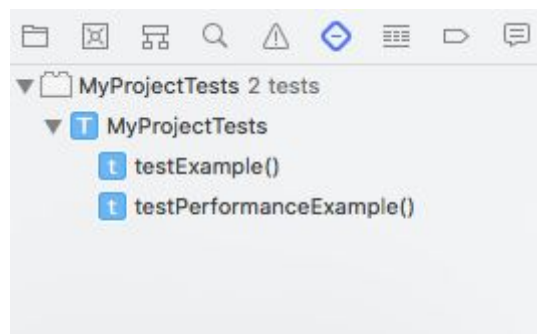 MyProjectTests 2 tests
T MyProjectTests
t testExample()
t testPerformanceExample()